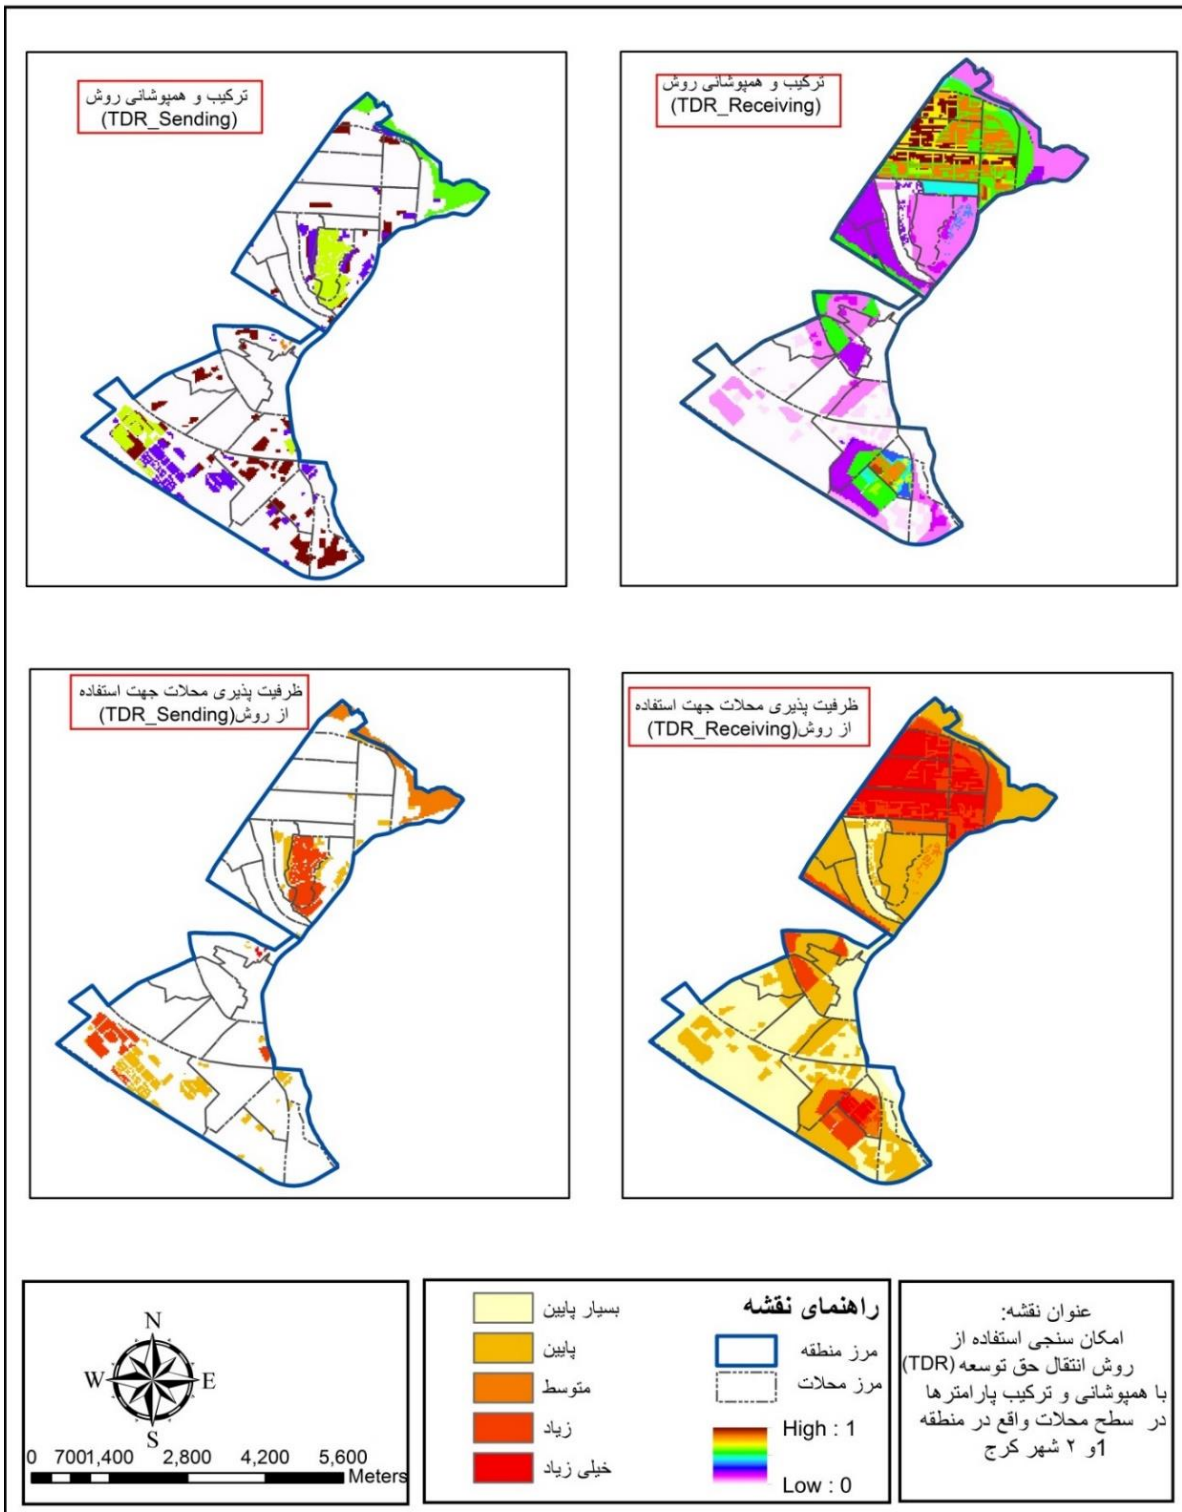 ترکیب و همپوشانی روش
(TDR_Sending)
ترکیب و همپوشانی روش
(TDR_Receiving)
ظرفیت پذیری محلات جهت استفاده
از روش(TDR_Sending)
ظرفیت پذیری محلات جهت استفاده
از روش(TDR_Receiving)
N
W E
S
0 7001,400 2,800 4,200 5,600
Meters
بسیار پایین
پایین
متوسط
زیاد
خیلی زیاد
راهنمای نقشه
مرز منطقه
مرز محلات
High : 1
Low : 0
عنوان نقشه:
امکان سنجی استفاده از
روش انتقال حق توسعه (TDR)
با همپوشانی و ترکیب پارامترها
در سطح محلات واقع در منطقه
1و ۲ شهر کرج